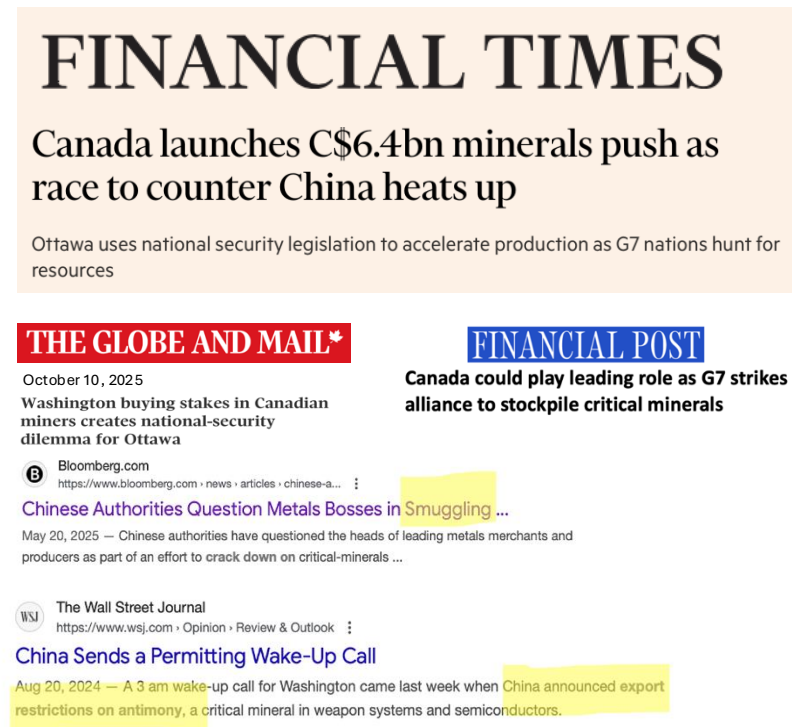 FINANCIAL TIMES
Canada launches C$6.4bn minerals push as
race to counter China heats up
Ottawa uses national security legislation to accelerate production as G7 nations hunt for
resources
THE GLOBE AND MAIL
October 10, 2025
Washington buying stakes in Canadian
miners creates national-security
dilemma for Ottawa
FINANCIAL POST
Canada could play leading role as G7 strikes
alliance to stockpile critical minerals
B
Bloomberg.com
https://www.bloomberg.com › news › articles › chinese-a...
Chinese Authorities Question Metals Bosses in Smuggling ...
May 20, 2025 — Chinese authorities have questioned the heads of leading metals merchants and
producers as part of an effort to crack down on critical-minerals ...
WSJ
The Wall Street Journal
https://www.wsj.com › Opinion › Review & Outlook
China Sends a Permitting Wake-Up Call
Aug 20, 2024 — A 3 am wake-up call for Washington came last week when China announced export
restrictions on antimony, a critical mineral in weapon systems and semiconductors.